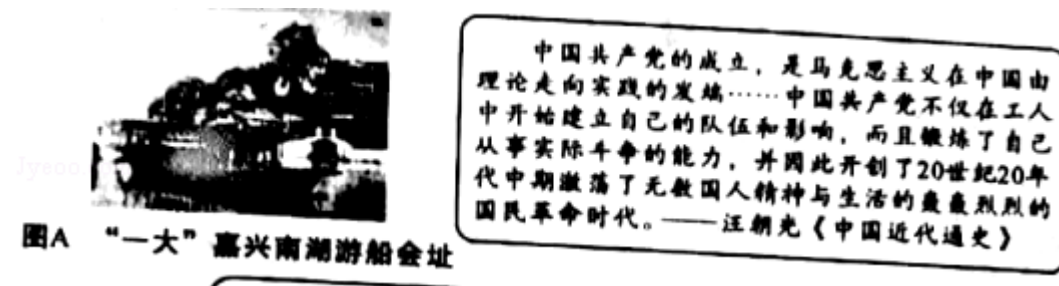 中国共产党的成立，是马克思主义在中国由
理论走向实践的发端……中国共产党不仅在工人
中开始建立自己的队伍和影响，而且锻炼了自己
从事实际斗争的能力，并因此开创了20世纪20年
代中期激荡了无数国人精神与生活的轰轰烈烈的
国民革命时代。——汪朝光《中国近代通史》
图A “一大”嘉兴南湖游船会址